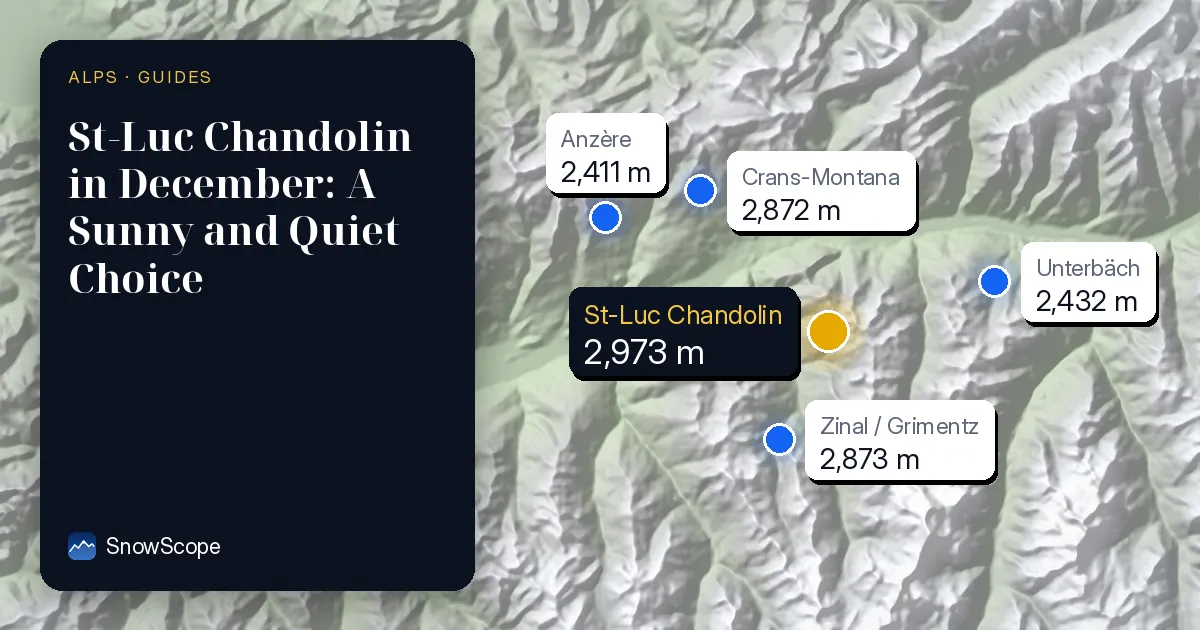 ALPS · GUIDES
St-Luc Chandolin
in December: A
Sunny and Quiet
Choice
SnowScope
Anzère
2,411 m
Crans-Montana
2,872 m
Unterbäch
2,432 m
St-Luc Chandolin
2,973 m
Zinal / Grimentz
2,873 m